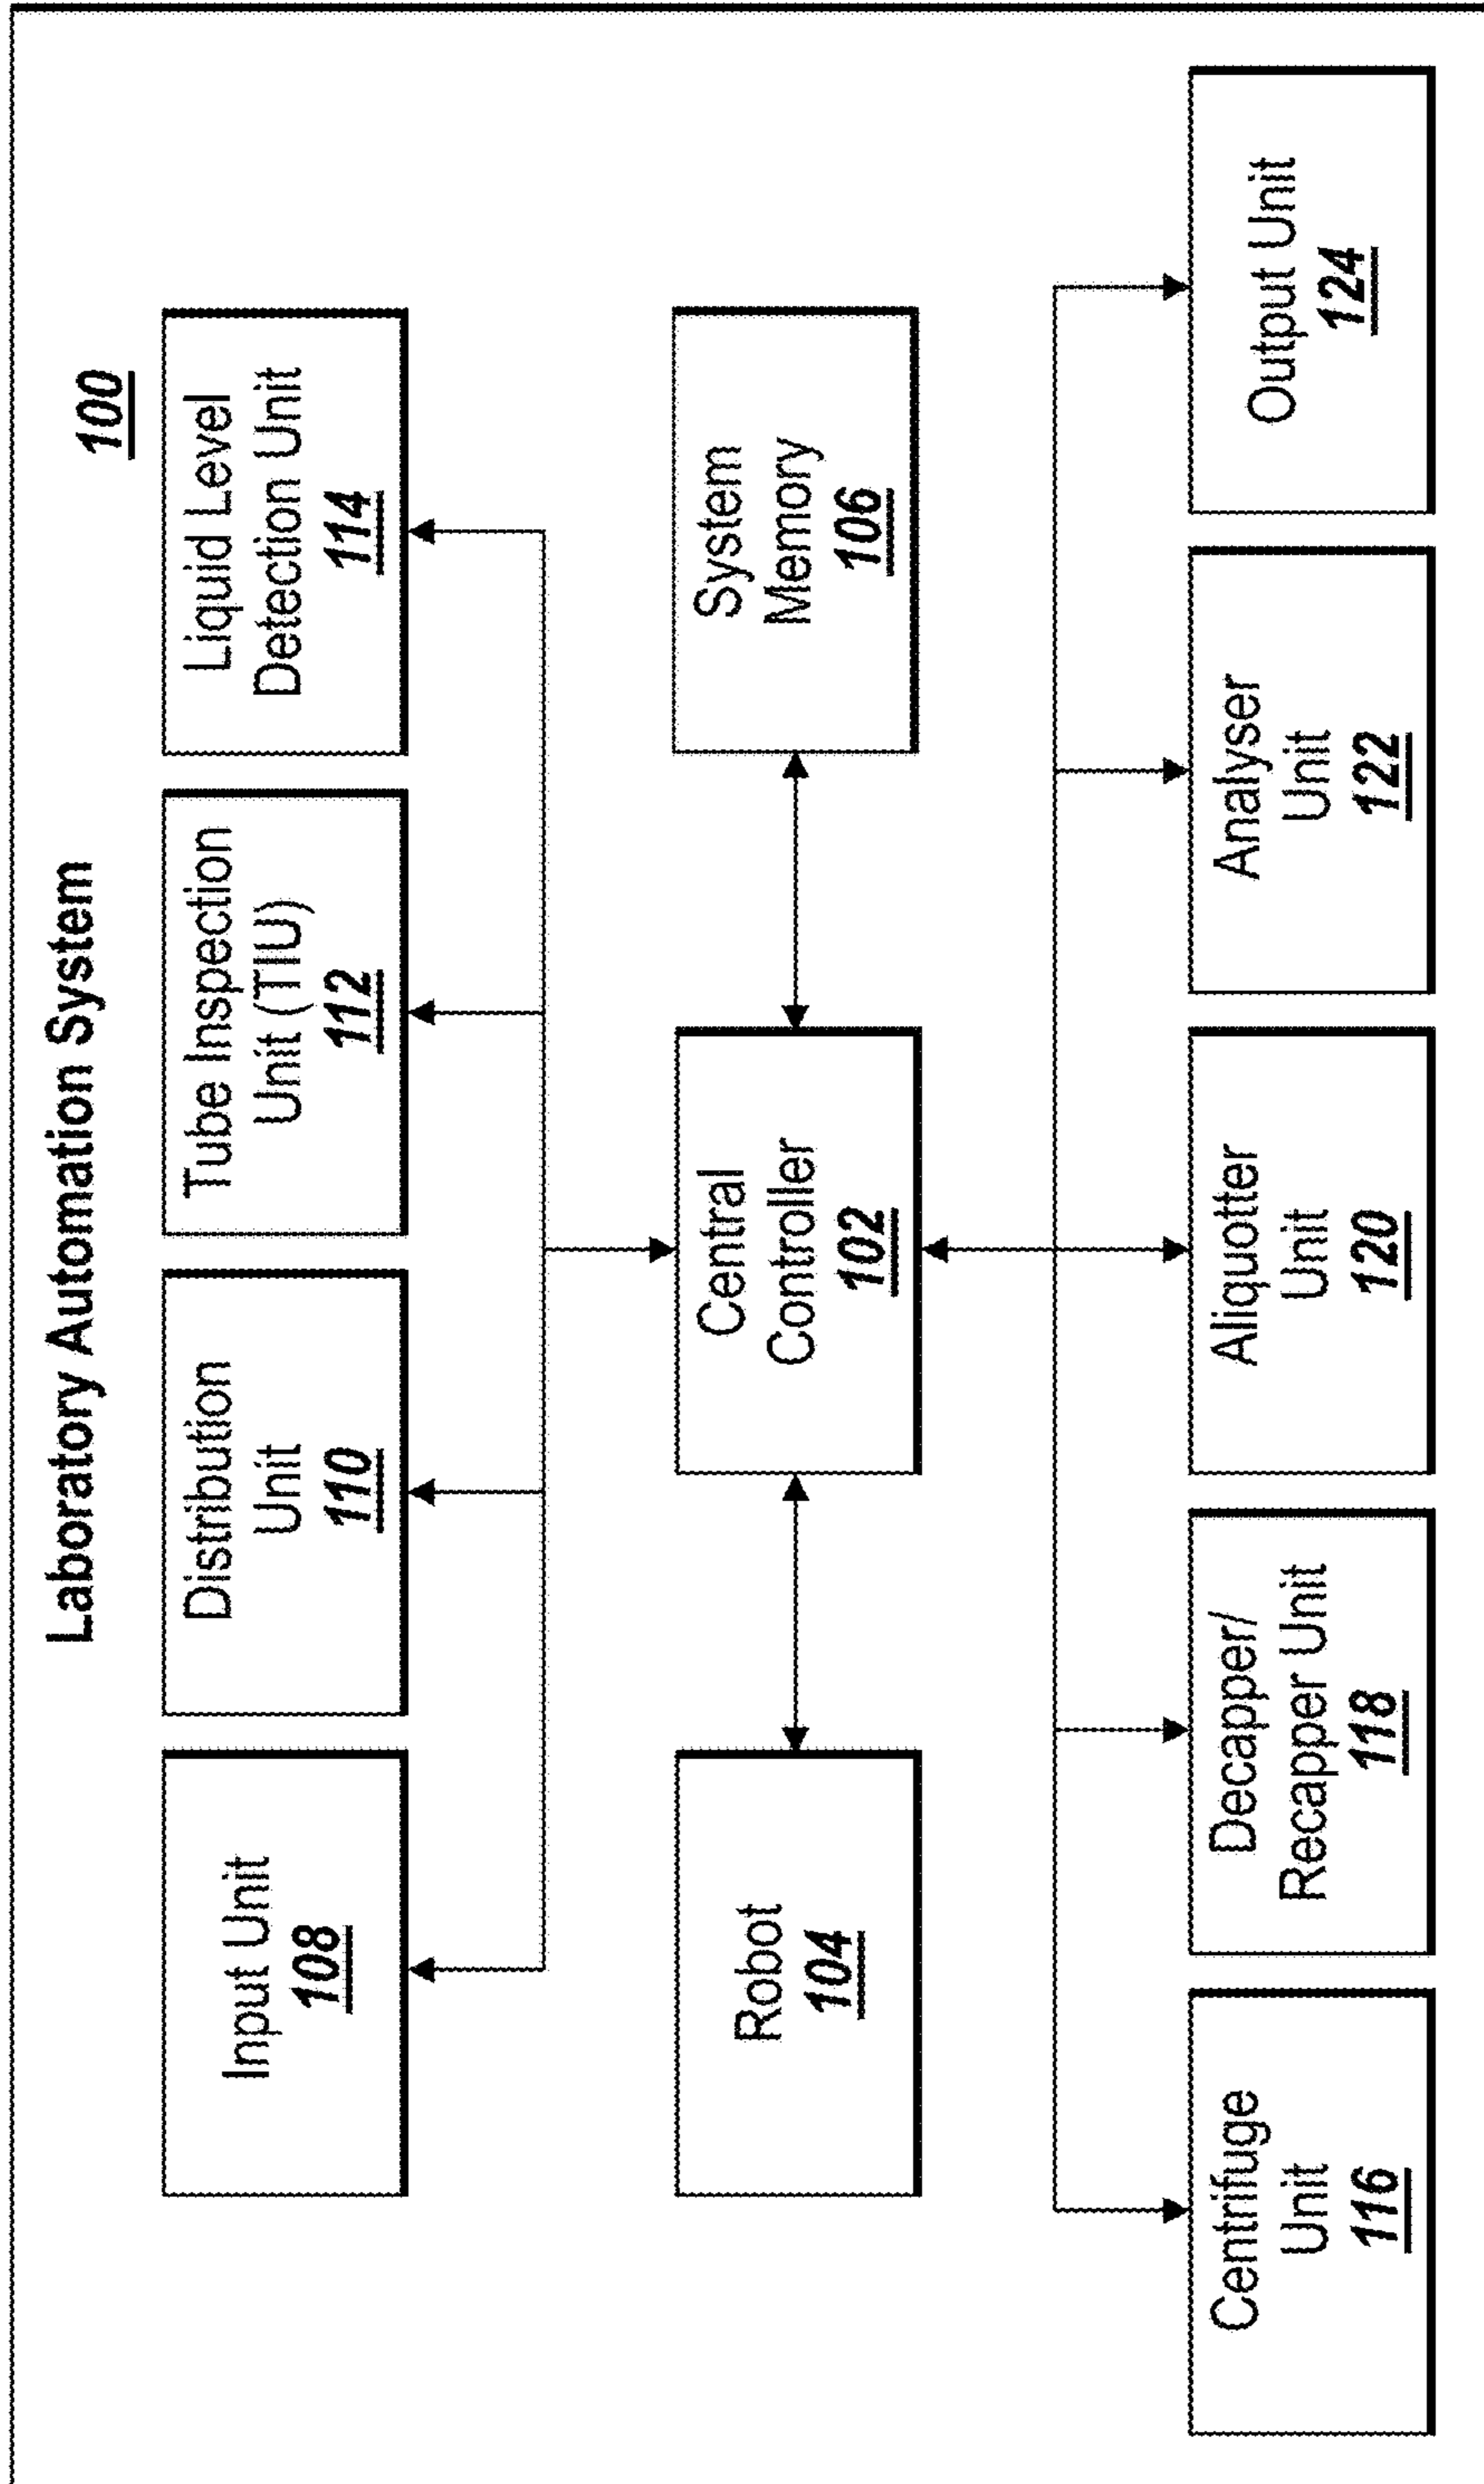 Laboratory Automation System
100
Input Unit
108
Distribution
Unit
110
Tube Inspection
Unit (TIU)
112
Liquid Level
Detection Unit
114
Robot
104
Central
Controller
102
System
Memory
106
Centrifuge
Unit
116
Decapper/
Recapper Unit
118
Aliquotter
Unit
120
Analyser
Unit
122
Output Unit
124